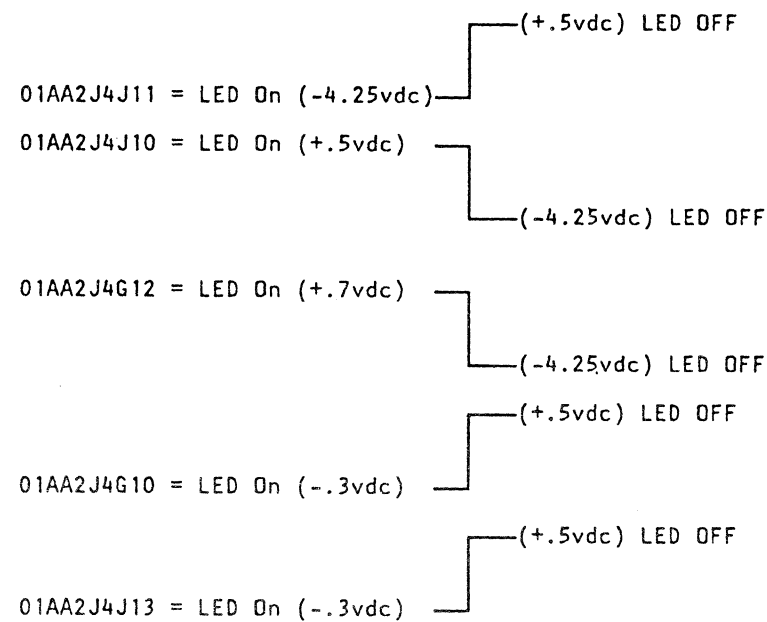 (+.5vdc) LED OFF
01AA2J4J11 = LED On (-4.25vdc)
01AA2J4J10 = LED On (+.5vdc)
(-4.25vdc) LED OFF
01AA2J4G12 = LED On (+.7vdc)
(-4.25vdc) LED OFF
(+.5vdc) LED OFF
01AA2J4G10 = LED On (-.3vdc)
(+.5vdc) LED OFF
01AA2J4J13 = LED On (-.3vdc)